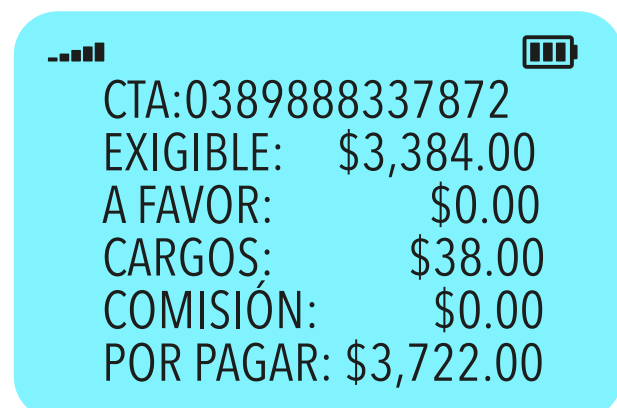 CTA:0389888337872
EXIGIBLE: $3,384.00
A FAVOR: $0.00
CARGOS: $38.00
COMISIÓN: $0.00
POR PAGAR: $3,722.00